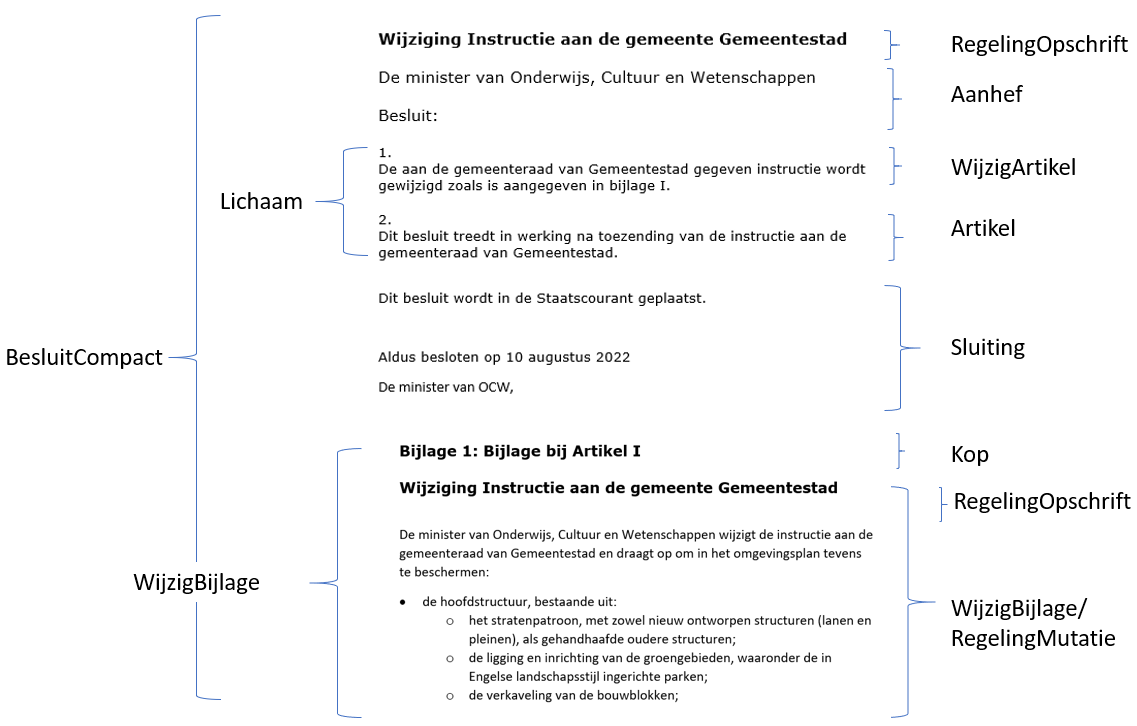 Wijziging Instructie aan de gemeente Gemeentestad
RegelingOpschrift
De minister van Onderwijs, Cultuur en Wetenschappen
Aanhef
Besluit:
1.
De aan de gemeenteraad van Gemeentestad gegeven instructie wordt
gewijzigd zoals is aangegeven in bijlage I.
WijzigArtikel
Lichaam
2.
Dit besluit treedt in werking na toezending van de instructie aan de
gemeenteraad van Gemeentestad.
Artikel
Dit besluit wordt in de Staatscourant geplaatst.
Sluiting
BesluitCompact
Aldus besloten op 10 augustus 2022
De minister van OCW,
Bijlage 1: Bijlage bij Artikel I
Kop
Wijziging Instructie aan de gemeente Gemeentestad
RegelingOpschrift
De minister van Onderwijs, Cultuur en Wetenschappen wijzigt de instructie aan de
gemeenteraad van Gemeentestad en draagt op om in het omgevingsplan tevens
te beschermen:
WijzigBijlage
• de hoofdstructuur, bestaande uit:
o het stratenpatroon, met zowel nieuw ontworpen structuren (lanen en
pleinen), als gehandhaafde oudere structuren;
WijzigBijlage/
RegelingMutatie
o de ligging en inrichting van de groengebieden, waaronder de in
Engelse landschapsstijl ingerichte parken;
o de verkaveling van de bouwblokken;